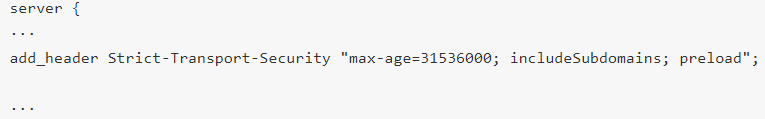 server {
...
add_header Strict-Transport-Security "max-age=31536000; includeSubdomains; preload";
...